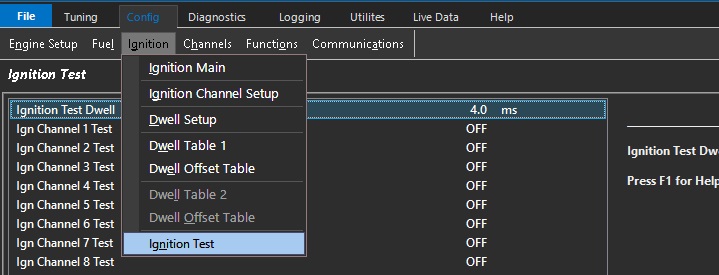 File Tuning Config Diagnostics Logging Utilites Live Data Help
Engine Setup Fuel Ignition Channels Functions Communications
Ignition Test
Ignition Main
Ignition Channel Setup
Dwell Setup
Dwell Table 1
Dwell Offset Table
Dwell Table 2
Dwell Offset Table
Ignition Test
Ignition Test Dwell 4.0 ms
Ign Channel 1 Test OFF
Ign Channel 2 Test OFF
Ign Channel 3 Test OFF
Ign Channel 4 Test OFF
Ign Channel 5 Test OFF
Ign Channel 6 Test OFF
Ign Channel 7 Test OFF
Ign Channel 8 Test OFF
Ignition Test Dw
Press F1 for Help